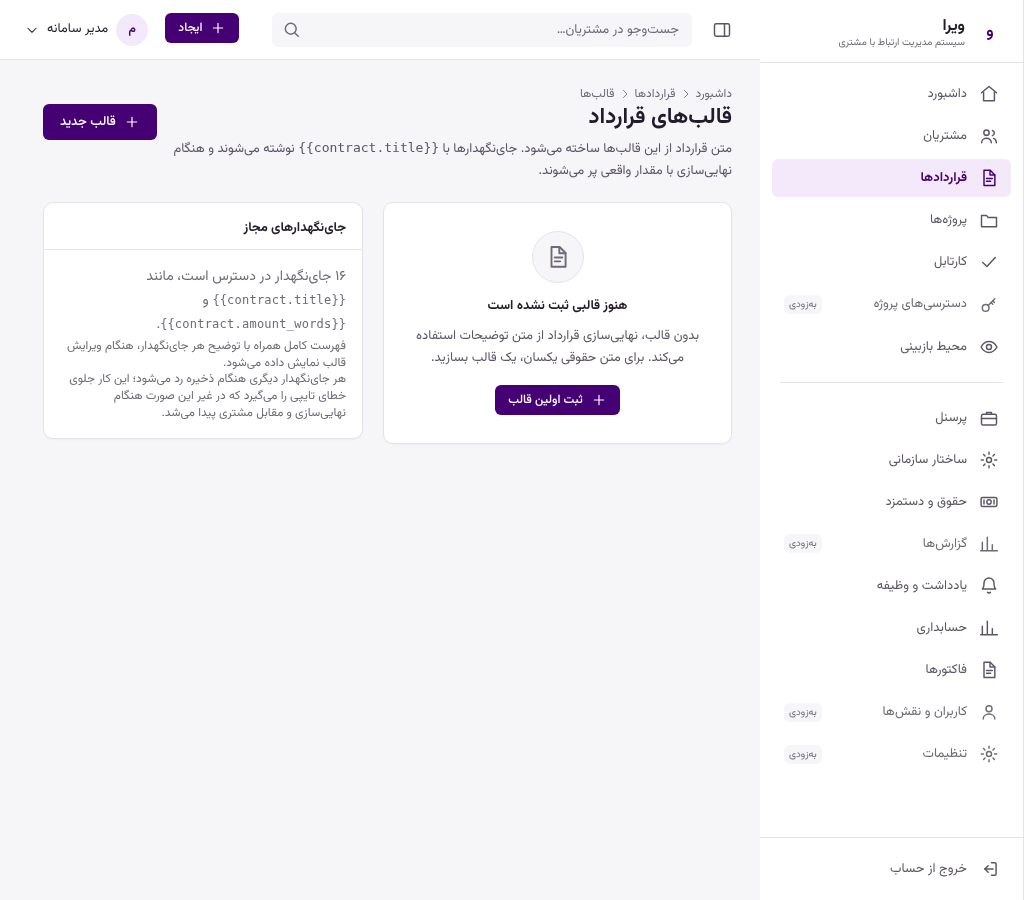 و
ویرا
سیستم مدیریت ارتباط با مشتری
داشبورد
مشتریان
قراردادها
پروژه‌ها
کارتابل
دسترسی‌های پروژه
به‌زودی
محیط بازبینی
پرسنل
ساختار سازمانی
حقوق و دستمزد
گزارش‌ها
به‌زودی
یادداشت و وظیفه
حسابداری
فاکتورها
کاربران و نقش‌ها
به‌زودی
تنظیمات
به‌زودی
خروج از حساب
جست‌وجو در مشتریان…
ایجاد
م
مدیر سامانه
داشبورد
قراردادها
قالب‌ها
قالب‌های قرارداد
متن قرارداد از این قالب‌ها ساخته می‌شود. جای‌نگهدارها با {{contract.title}} نوشته می‌شوند و هنگام
نهایی‌سازی با مقدار واقعی پر می‌شوند.
قالب جدید
هنوز قالبی ثبت نشده است
بدون قالب، نهایی‌سازی قرارداد از متن توضیحات استفاده
می‌کند. برای متن حقوقی یکسان، یک قالب بسازید.
ثبت اولین قالب
جای‌نگهدارهای مجاز
۱۶ جای‌نگهدار در دسترس است، مانند
{{contract.title}} و
{{contract.amount_words}}.
فهرست کامل همراه با توضیح هر جای‌نگهدار، هنگام ویرایش
قالب نمایش داده می‌شود.
هر جای‌نگهدار دیگری هنگام ذخیره رد می‌شود؛ این کار جلوی
خطای تایپی را می‌گیرد که در غیر این صورت هنگام
نهایی‌سازی و مقابل مشتری پیدا می‌شد.